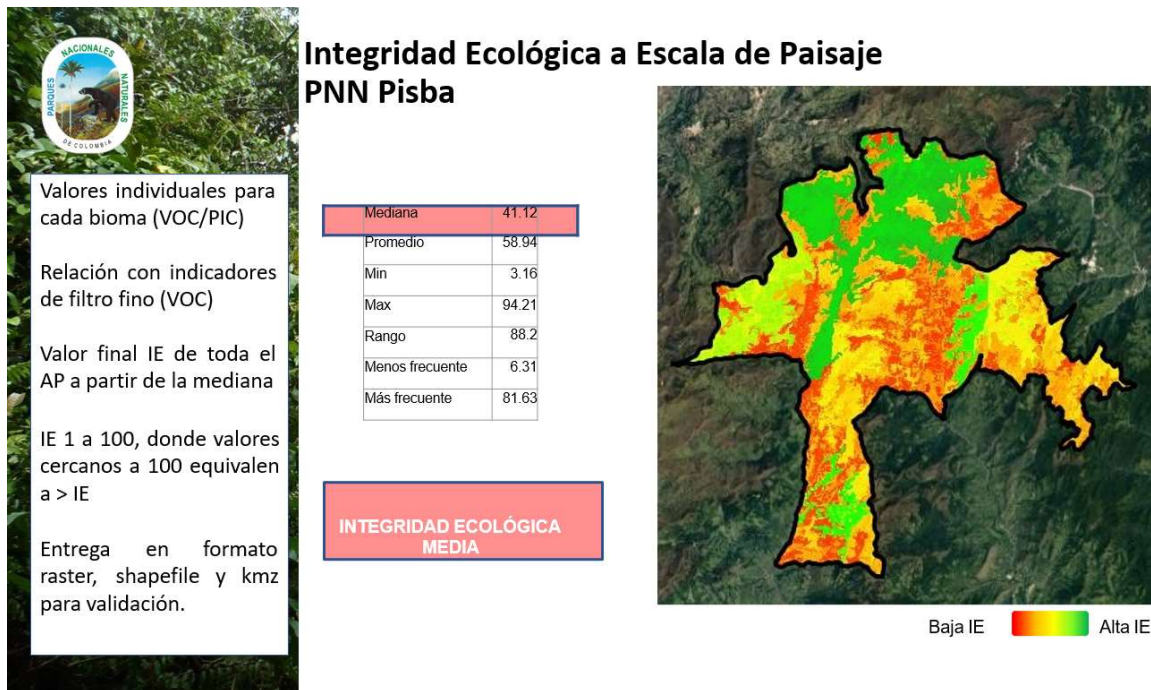 Integridad Ecológica a Escala de Paisaje
PNN Pisba
PARQUES
NACIONALES
NATURALES
DE COLOMBIA
Valores individuales para
cada bioma (VOC/PIC)
Relación con indicadores
de filtro fino (VOC)
Valor final IE de toda el
AP a partir de la mediana
IE 1 a 100, donde valores
cercanos a 100 equivalen
a > IE
Entrega en formato
raster, shapefile y kmz
para validación.
Mediana 41.12
Promedio 58.94
Min 3.16
Max 94.21
Rango 88.2
Menos frecuente 6.31
Más frecuente 81.63
INTEGRIDAD ECOLÓGICA
MEDIA
Baja IE Alta IE